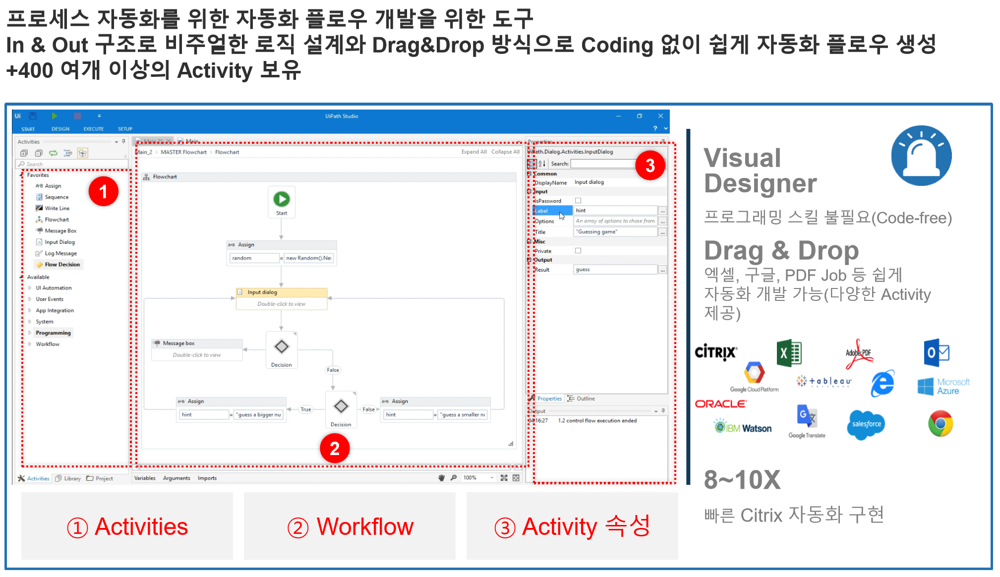 프로세스 자동화를 위한 자동화 플로우 개발을 위한 도구
In & Out 구조로 비주얼한 로직 설계와 Drag&Drop 방식으로 Coding 없이 쉽게 자동화 플로우 생성
+400 여개 이상의 Activity 보유
Ui
UiPath Studio
START DESIGN EXECUTE SETUP
?
Activities
Search
Favorites
A+B Assign
Sequence
Write Line
Flowchart
Message Box
Input Dialog
Log Message
Flow Decision
Available
UI Automation
User Events
App Integration
System
Programming
Workflow
Activities Library Project
1
Main_2* Main
Main_2 > MASTER Flowchart > Flowchart
Expand All Collapse All
Flowchart
Start
A+B Assign
random = new Random().Ne
Input dialog
Double-click to view
Message box
Double-click to view
Decision
False
A+B Assign
hint = "guess a bigger nu
True
Decision
False
A+B Assign
hint = "guess a smaller nu
2
Variables Arguments Imports
100%
Properties
UiPath.Dialog.Activities.InputDialog
Search:
3
Common
DisplayName Input dialog
Input
IsPassword
Label hint ...
Options An array of options to chose from. ...
Title "Guessing game" ...
Misc
Private
Output
Result guess ...
Properties Outline
Output
04:16:27 1.2 control flow execution ended
① Activities
② Workflow
③ Activity 속성
Visual
Designer
프로그래밍 스킬 불필요(Code-free)
Drag & Drop
엑셀, 구글, PDF Job 등 쉽게
자동화 개발 가능(다양한 Activity
제공)
CITRIX®
X
Adobe PDF
O
Google Cloud Platform
+ableau
SOFTWARE
e
Microsoft
Azure
ORACLE®
IBM Watson
G
Google Translate
salesforce
8~10X
빠른 Citrix 자동화 구현